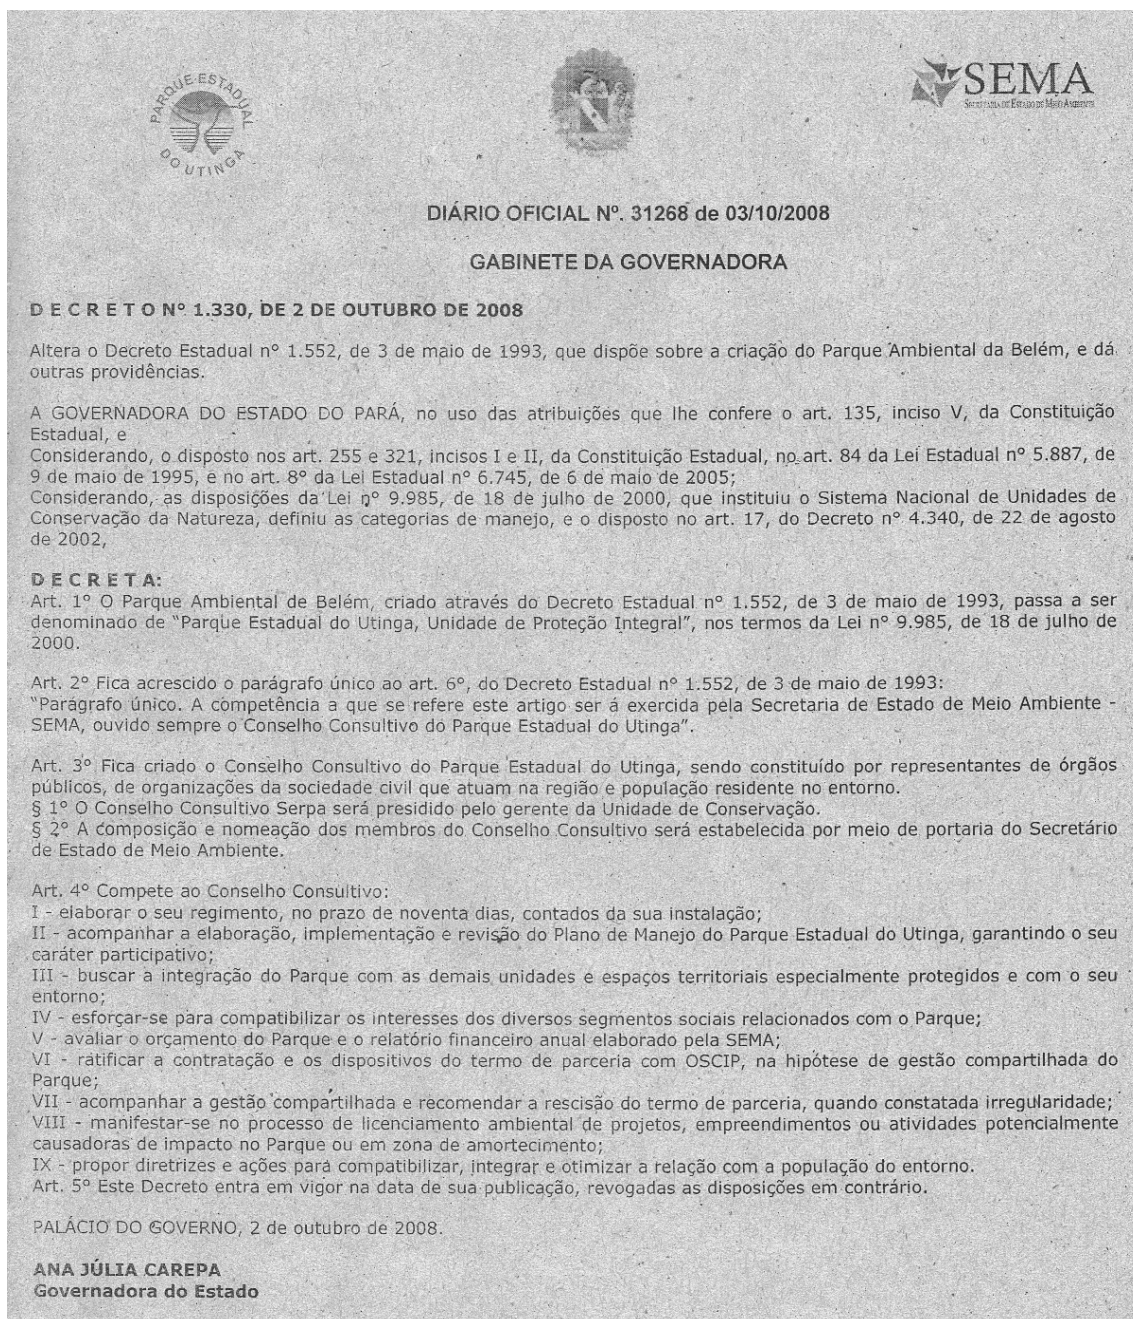 PARQUE ESTADUAL
DO UTINGA
SEMA
SECRETARIA DE ESTADO DE MEIO AMBIENTE
DIÁRIO OFICIAL Nº. 31268 de 03/10/2008
GABINETE DA GOVERNADORA
D E C R E T O Nº 1.330, DE 2 DE OUTUBRO DE 2008
Altera o Decreto Estadual nº 1.552, de 3 de maio de 1993, que dispõe sobre a criação do Parque Ambiental da Belém, e dá
outras providências.
A GOVERNADORA DO ESTADO DO PARÁ, no uso das atribuições que lhe confere o art. 135, inciso V, da Constituição
Estadual, e
Considerando, o disposto nos art. 255 e 321, incisos I e II, da Constituição Estadual, no art. 84 da Lei Estadual nº 5.887, de
9 de maio de 1995, e no art. 8º da Lei Estadual nº 6.745, de 6 de maio de 2005;
Considerando, as disposições da Lei nº 9.985, de 18 de julho de 2000, que instituiu o Sistema Nacional de Unidades de
Conservação da Natureza, definiu as categorias de manejo, e o disposto no art. 17, do Decreto nº 4.340, de 22 de agosto
de 2002,
D E C R E T A:
Art. 1º O Parque Ambiental de Belém, criado através do Decreto Estadual nº 1.552, de 3 de maio de 1993, passa a ser
denominado de “Parque Estadual do Utinga, Unidade de Proteção Integral”, nos termos da Lei nº 9.985, de 18 de julho de
2000.
Art. 2º Fica acrescido o parágrafo único ao art. 6º, do Decreto Estadual nº 1.552, de 3 de maio de 1993:
“Parágrafo único. A competência a que se refere este artigo ser á exercida pela Secretaria de Estado de Meio Ambiente -
SEMA, ouvido sempre o Conselho Consultivo do Parque Estadual do Utinga”.
Art. 3º Fica criado o Conselho Consultivo do Parque Estadual do Utinga, sendo constituído por representantes de órgãos
públicos, de organizações da sociedade civil que atuam na região e população residente no entorno.
§ 1º O Conselho Consultivo Serpa será presidido pelo gerente da Unidade de Conservação.
§ 2º A composição e nomeação dos membros do Conselho Consultivo será estabelecida por meio de portaria do Secretário
de Estado de Meio Ambiente.
Art. 4º Compete ao Conselho Consultivo:
I - elaborar o seu regimento, no prazo de noventa dias, contados da sua instalação;
II - acompanhar a elaboração, implementação e revisão do Plano de Manejo do Parque Estadual do Utinga, garantindo o seu
caráter participativo;
III - buscar a integração do Parque com as demais unidades e espaços territoriais especialmente protegidos e com o seu
entorno;
IV - esforçar-se para compatibilizar os interesses dos diversos segmentos sociais relacionados com o Parque;
V - avaliar o orçamento do Parque e o relatório financeiro anual elaborado pela SEMA;
VI - ratificar a contratação e os dispositivos do termo de parceria com OSCIP, na hipótese de gestão compartilhada do
Parque;
VII - acompanhar a gestão compartilhada e recomendar a rescisão do termo de parceria, quando constatada irregularidade;
VIII - manifestar-se no processo de licenciamento ambiental de projetos, empreendimentos ou atividades potencialmente
causadoras de impacto no Parque ou em zona de amortecimento;
IX - propor diretrizes e ações para compatibilizar, integrar e otimizar a relação com a população do entorno.
Art. 5º Este Decreto entra em vigor na data de sua publicação, revogadas as disposições em contrário.
PALÁCIO DO GOVERNO, 2 de outubro de 2008.
ANA JÚLIA CAREPA
Governadora do Estado